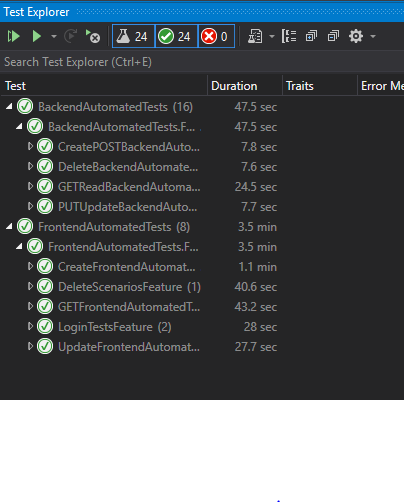 Test Explorer
24 24 0
Search Test Explorer (Ctrl+E)
Test Duration Traits Error Me
BackendAutomatedTests (16) 47.5 sec
BackendAutomatedTests.F... 47.5 sec
CreatePOSTBackendAuto... 7.8 sec
DeleteBackendAutomate... 7.6 sec
GETReadBackendAutoma... 24.5 sec
PUTUpdateBackendAuto... 7.7 sec
FrontendAutomatedTests (8) 3.5 min
FrontendAutomatedTests.F... 3.5 min
CreateFrontendAutomat... 1.1 min
DeleteScenariosFeature (1) 40.6 sec
GETFrontendAutomatedT... 43.2 sec
LoginTestsFeature (2) 28 sec
UpdateFrontendAutomat... 27.7 sec